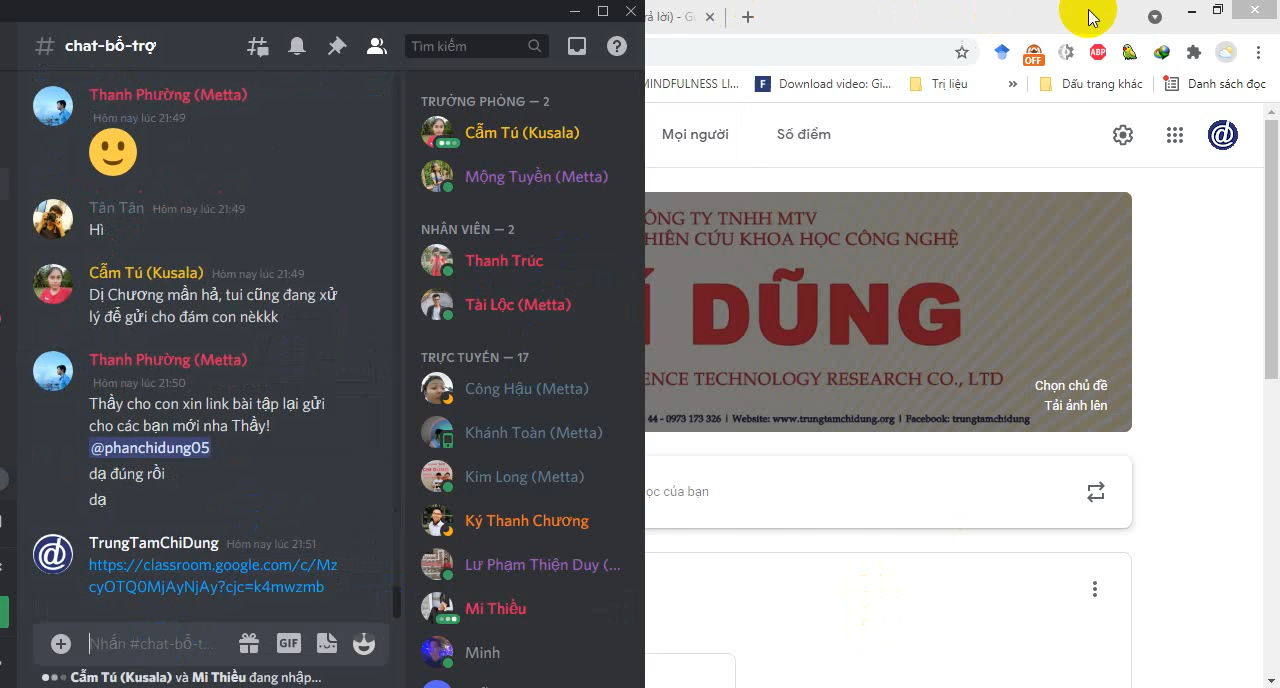 chat-bổ-trợ
Tìm kiếm
Thanh Phường (Metta)
Hôm nay lúc 21:49
Tân Tân Hôm nay lúc 21:49
Hì
Cẩm Tú (Kusala) Hôm nay lúc 21:49
Dị Chương mần hả, tui cũng đang xử
lý để gửi cho đám con nèkkk
Thanh Phường (Metta)
Hôm nay lúc 21:50
Thầy cho con xin link bài tập lại gửi
cho các bạn mới nha Thầy!
@phanchidung05
dạ đúng rồi
dạ
TrungTamChiDung Hôm nay lúc 21:51
https://classroom.google.com/c/Mz
cyOTQ0MjAyNjAy?cjc=k4mwzmb
Nhắn #chat-bổ-t...
GIF
Cẩm Tú (Kusala) và Mi Thiều đang nhập...
TRƯỞNG PHÒNG — 2
Cẩm Tú (Kusala)
Mộng Tuyền (Metta)
NHÂN VIÊN — 2
Thanh Trúc
Tài Lộc (Metta)
TRỰC TUYẾN — 17
Công Hậu (Metta)
Khánh Toàn (Metta)
Kim Long (Metta)
Ký Thanh Chương
Lư Phạm Thiện Duy (...
Mi Thiều
Minh
rả lời) - G
OFF
ABP
MINDFULNESS LI...
F
Download video: Gi...
Trị liệu
»
Dấu trang khác
Danh sách đọc
Mọi người
Số điểm
@
ÔNG TY TNHH MTV
HIÊN CỨU KHOA HỌC CÔNG NGHỆ
Í DŨNG
ENCE TECHNOLOGY RESEARCH CO., LTD
44 - 0973 173 326 | Website: www.trungtamchidung.org | Facebook: trungtamchidung
Chọn chủ đề
Tải ảnh lên
ọc của bạn